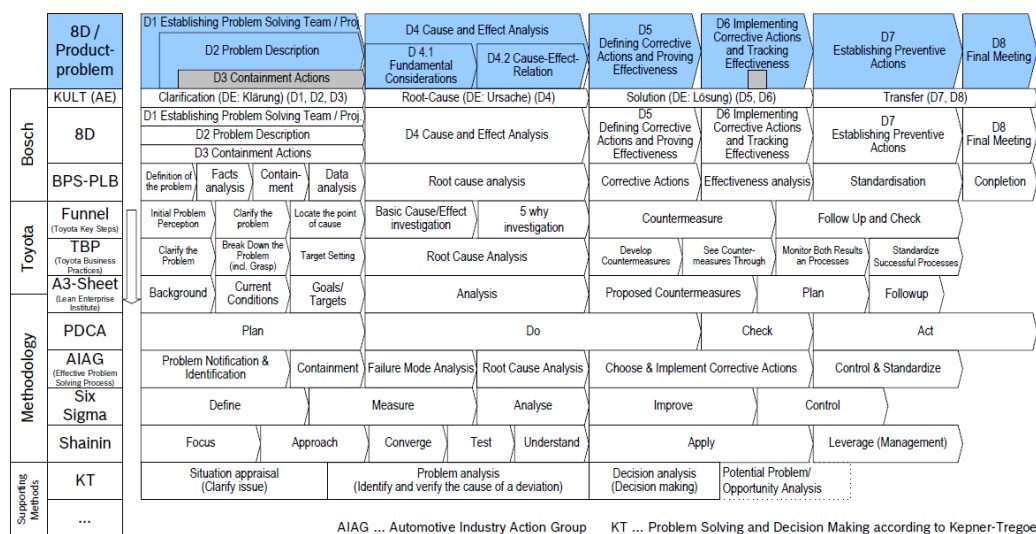 8D /
Product-
problem
D1 Establishing Problem Solving Team / Proj.
D2 Problem Description
D3 Containment Actions
D4 Cause and Effect Analysis
D 4.1
Fundamental
Considerations
D4.2 Cause-Effect-
Relation
D5
Defining Corrective
Actions and Proving
Effectiveness
D6 Implementing
Corrective Actions
and Tracking
Effectiveness
D7
Establishing Preventive
Actions
D8
Final Meeting
Bosch
KULT (AE)
Clarification (DE: Klärung) (D1, D2, D3)
Root-Cause (DE: Ursache) (D4)
Solution (DE: Lösung) (D5, D6)
Transfer (D7, D8)
8D
D1 Establishing Problem Solving Team / Proj.
D2 Problem Description
D3 Containment Actions
D4 Cause and Effect Analysis
D5
Defining Corrective
Actions and Proving
Effectiveness
D6 Implementing
Corrective Actions
and Tracking
Effectiveness
D7
Establishing Preventive
Actions
D8
Final Meeting
BPS-PLB
Definition of
the problem
Facts
analysis
Contain-
ment
Data
analysis
Root cause analysis
Corrective Actions
Effectiveness analysis
Standardisation
Conpletion
Toyota
Funnel
(Toyota Key Steps)
Initial Problem
Perception
Clarify the
problem
Locate the point
of cause
Basic Cause/Effect
investigation
5 why
investigation
Countermeasure
Follow Up and Check
TBP
(Toyota Business
Practices)
Clarify the
Problem
Break Down the
Problem
(incl. Grasp)
Target Setting
Root Cause Analysis
Develop
Countermeasures
See Counter-
measures Through
Monitor Both Results
an Processes
Standardize
Successful Processes
A3-Sheet
(Lean Enterprise
Institute)
Background
Current
Conditions
Goals/
Targets
Analysis
Proposed Countermeasures
Plan
Followup
Methodology
PDCA
Plan
Do
Check
Act
AIAG
(Effective Problem
Solving Process)
Problem Notification &
Identification
Containment
Failure Mode Analysis
Root Cause Analysis
Choose & Implement Corrective Actions
Control & Standardize
Six
Sigma
Define
Measure
Analyse
Improve
Control
Shainin
Focus
Approach
Converge
Test
Understand
Apply
Leverage (Management)
Supporting
Methods
KT
Situation appraisal
(Clarify issue)
Problem analysis
(Identify and verify the cause of a deviation)
Decision analysis
(Decision making)
Potential Problem/
Opportunity Analysis
...
AIAG ... Automotive Industry Action Group
KT ... Problem Solving and Decision Making according to Kepner-Tregoe